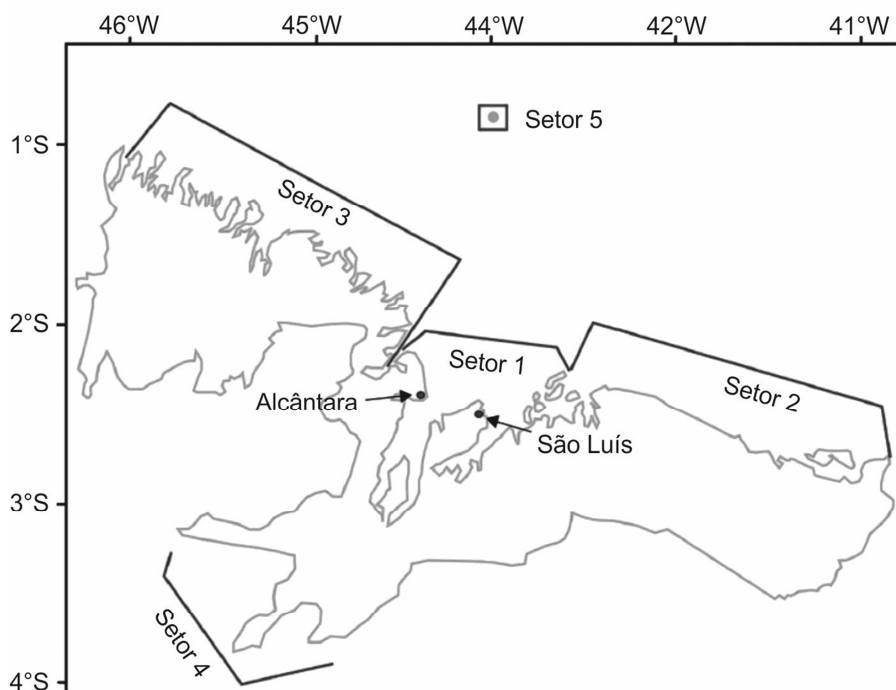 46°W 45°W 44°W 42°W 41°W
1°S
Setor 5
Setor 3
2°S
Setor 1
Setor 2
Alcântara
São Luís
3°S
Setor 4
4°S